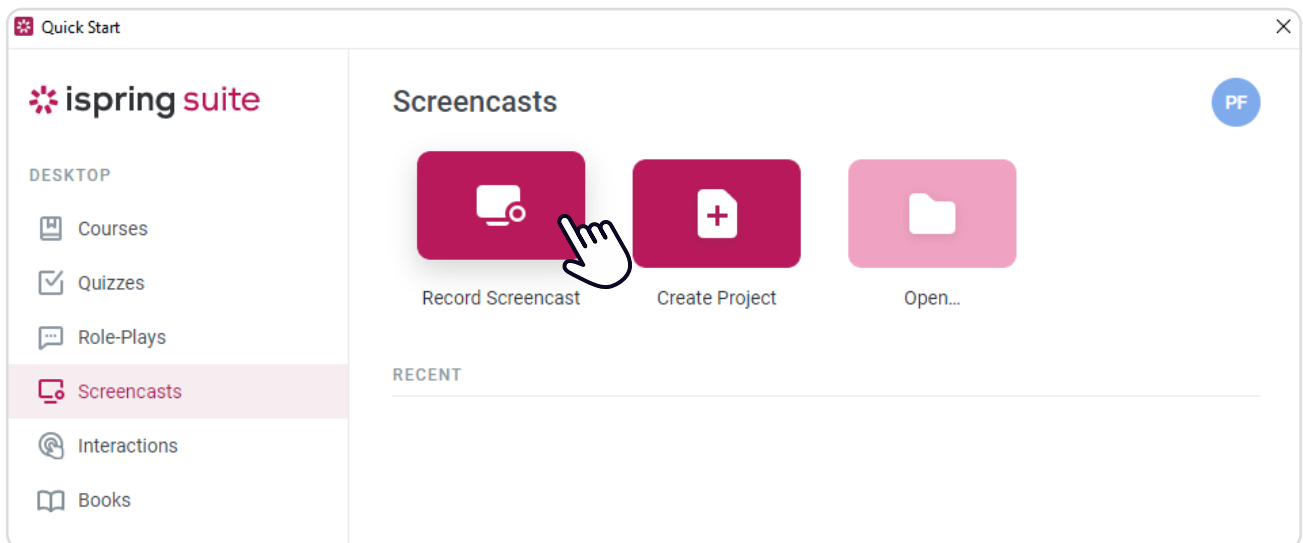 Quick Start
ispring suite
DESKTOP
Courses
Quizzes
Role-Plays
Screencasts
Interactions
Books
Screencasts
PF
Record Screencast
Create Project
Open...
RECENT